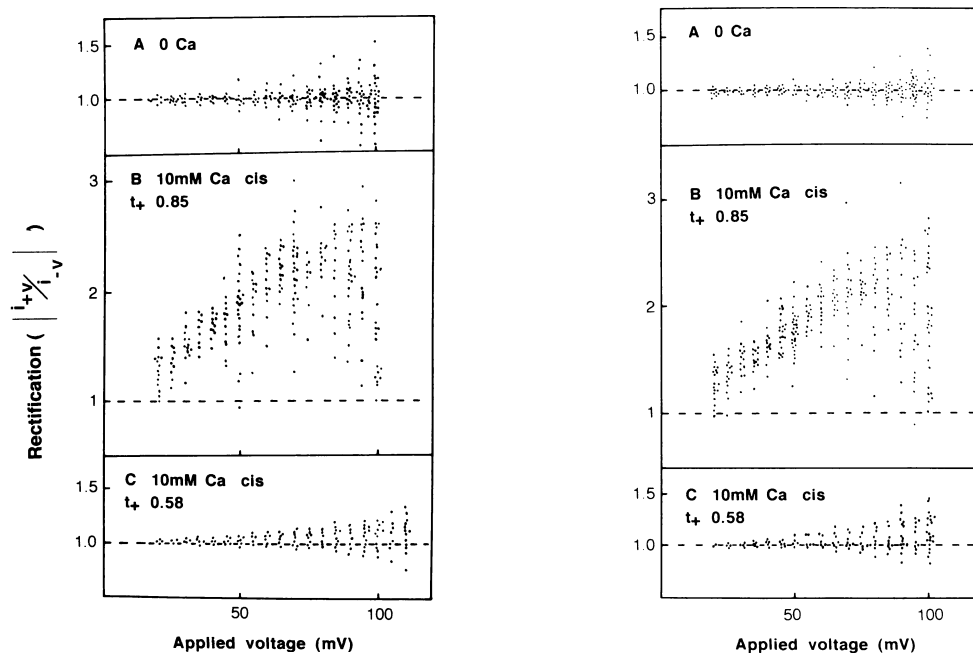 Rectification ( | i+v / i-v | )
A 0 Ca
1.5
1.0
B 10mM Ca cis
t+ 0.85
3
2
1
C 10mM Ca cis
t+ 0.58
1.5
1.0
50
100
Applied voltage (mV)
A 0 Ca
1.5
1.0
B 10mM Ca cis
t+ 0.85
3
2
1
C 10mM Ca cis
t+ 0.58
1.5
1.0
50
100
Applied voltage (mV)